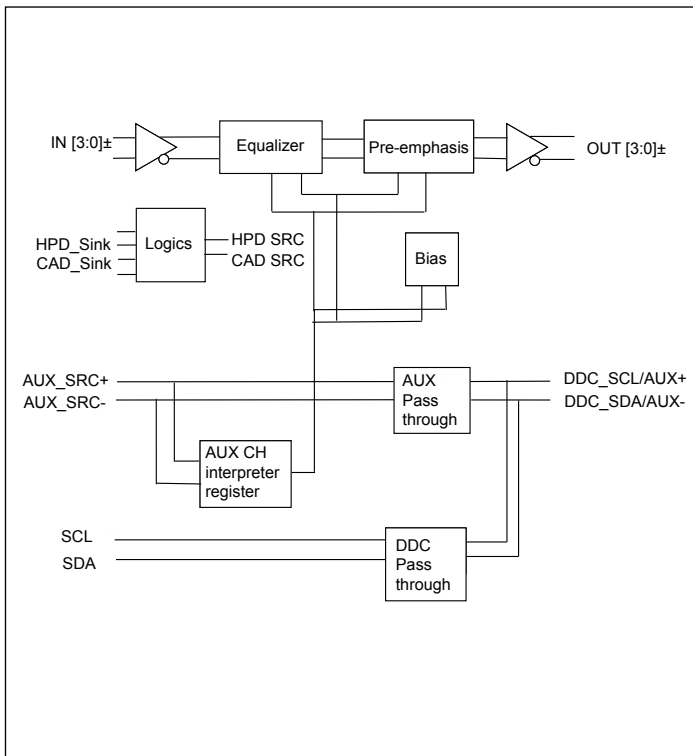 IN [3:0]±
Equalizer
Pre-emphasis
OUT [3:0]±
HPD_Sink
CAD_Sink
Logics
HPD SRC
CAD SRC
Bias
AUX_SRC+
AUX_SRC-
AUX
Pass
through
DDC_SCL/AUX+
DDC_SDA/AUX-
AUX CH
interpreter
register
SCL
SDA
DDC
Pass
through